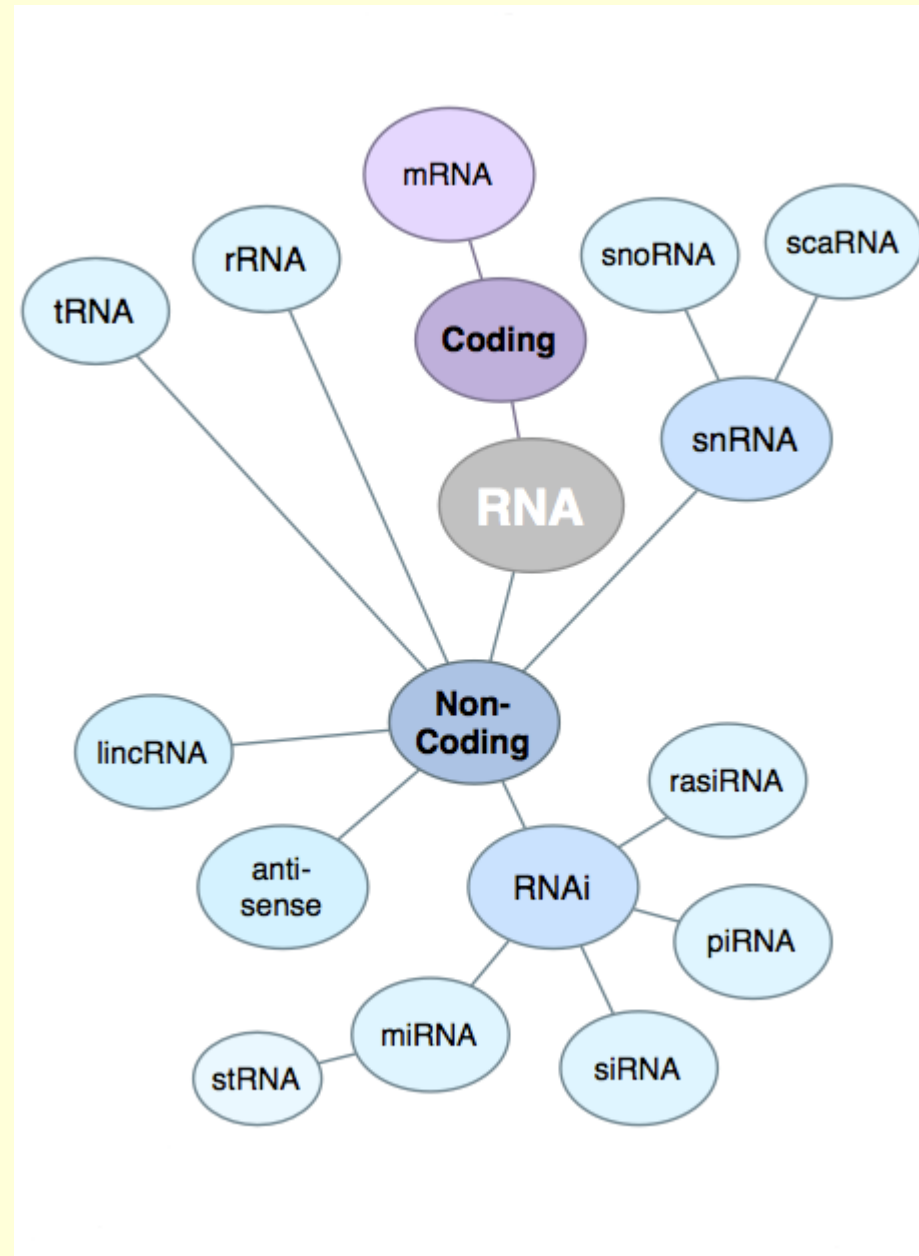 mRNA
snoRNA
scaRNA
rRNA
tRNA
Coding
snRNA
RNA
Non-
Coding
lincRNA
rasiRNA
anti-
sense
RNAi
piRNA
miRNA
siRNA
stRNA